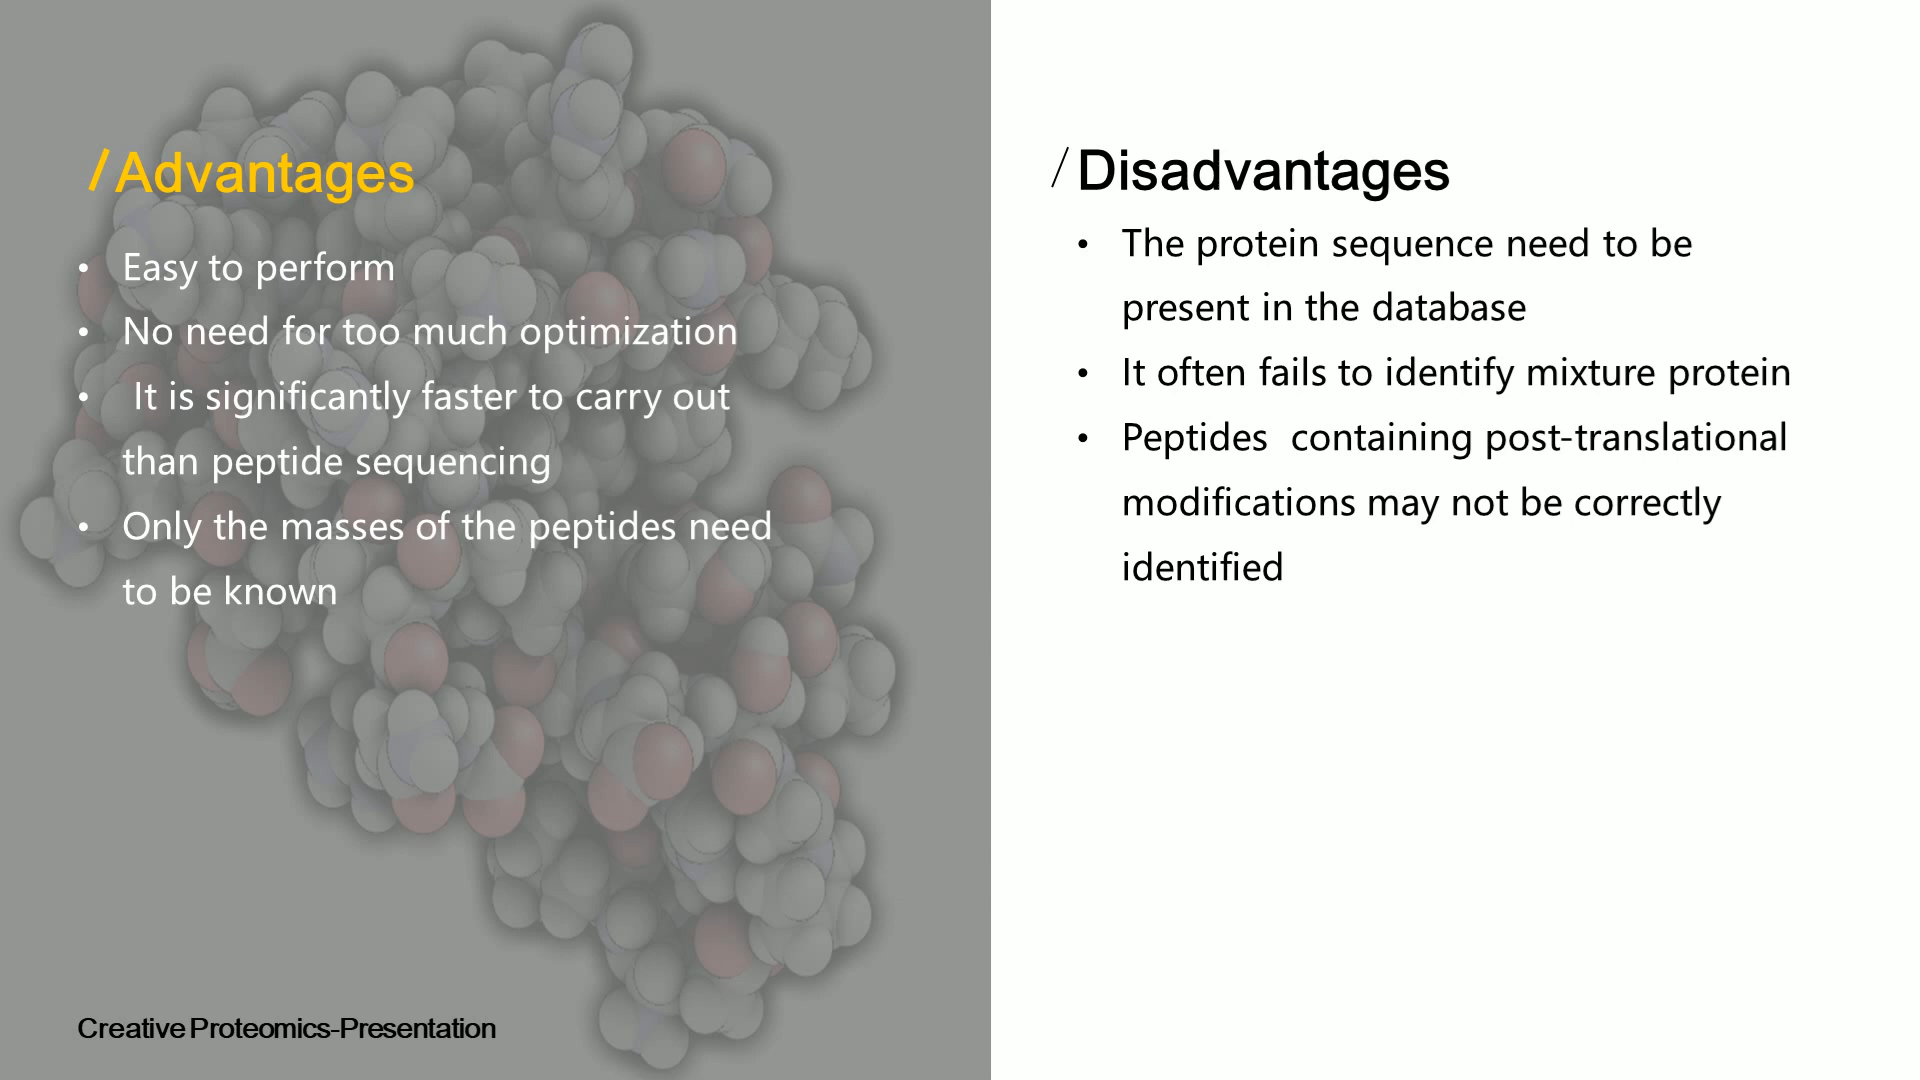 /Advantages
• Easy to perform
• No need for too much optimization
• It is significantly faster to carry out
than peptide sequencing
• Only the masses of the peptides need
to be known
Creative Proteomics-Presentation
/Disadvantages
• The protein sequence need to be
present in the database
• It often fails to identify mixture protein
• Peptides  containing post-translational
modifications may not be correctly
identified